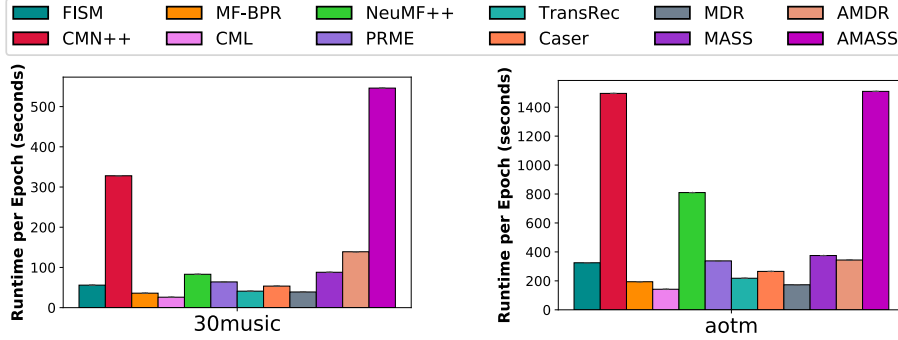 FISM MF-BPR NeuMF++ TransRec MDR AMDR
CMN++ CML PRME Caser MASS AMASS
Runtime per Epoch (seconds)
500
400
300
200
100
0
30music
Runtime per Epoch (seconds)
1400
1200
1000
800
600
400
200
0
aotm